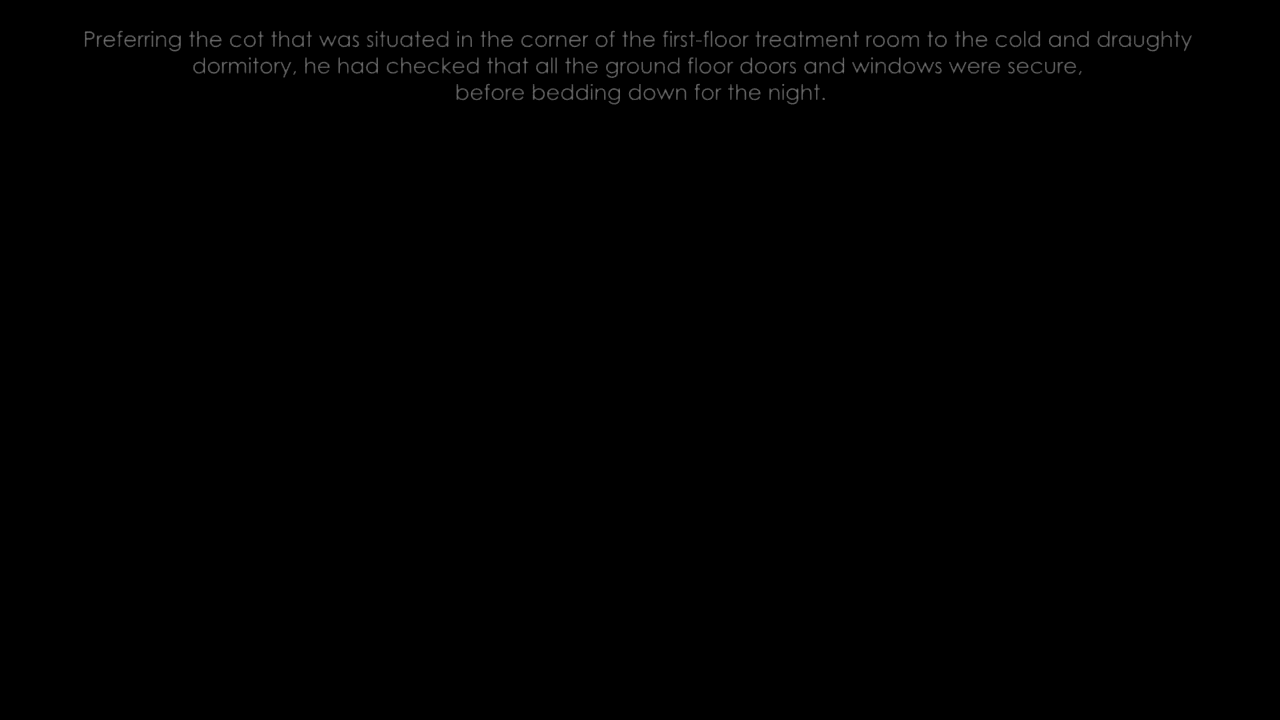 Preferring the cot that was situated in the corner of the first-floor treatment room to the cold and draughty
dormitory, he had checked that all the ground floor doors and windows were secure,
before bedding down for the night.